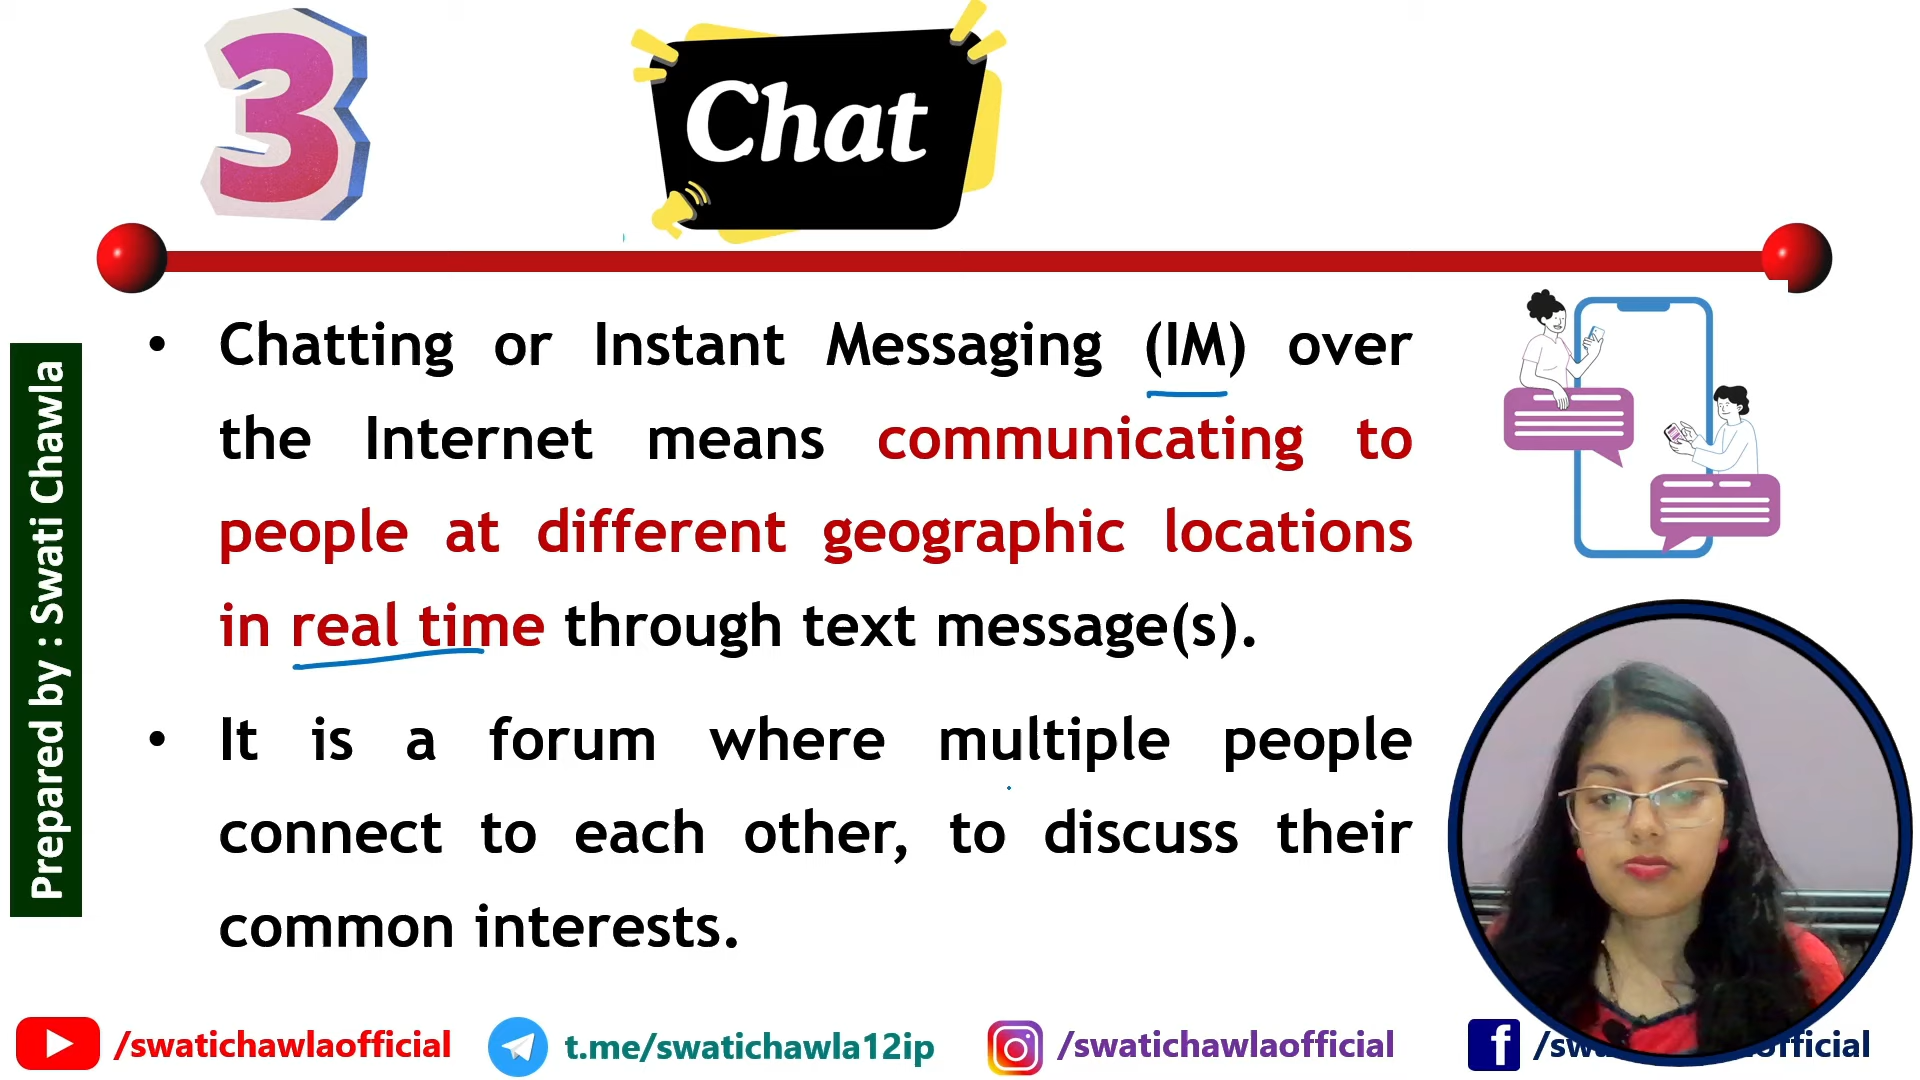 3
Chat
• Chatting or Instant Messaging (IM) over
the Internet means communicating to
people at different geographic locations
in real time through text message(s).
• It is a forum where multiple people
connect to each other, to discuss their
common interests.
Prepared by : Swati Chawla
/swatichawlaofficial
t.me/swatichawla12ip
/swatichawlaofficial